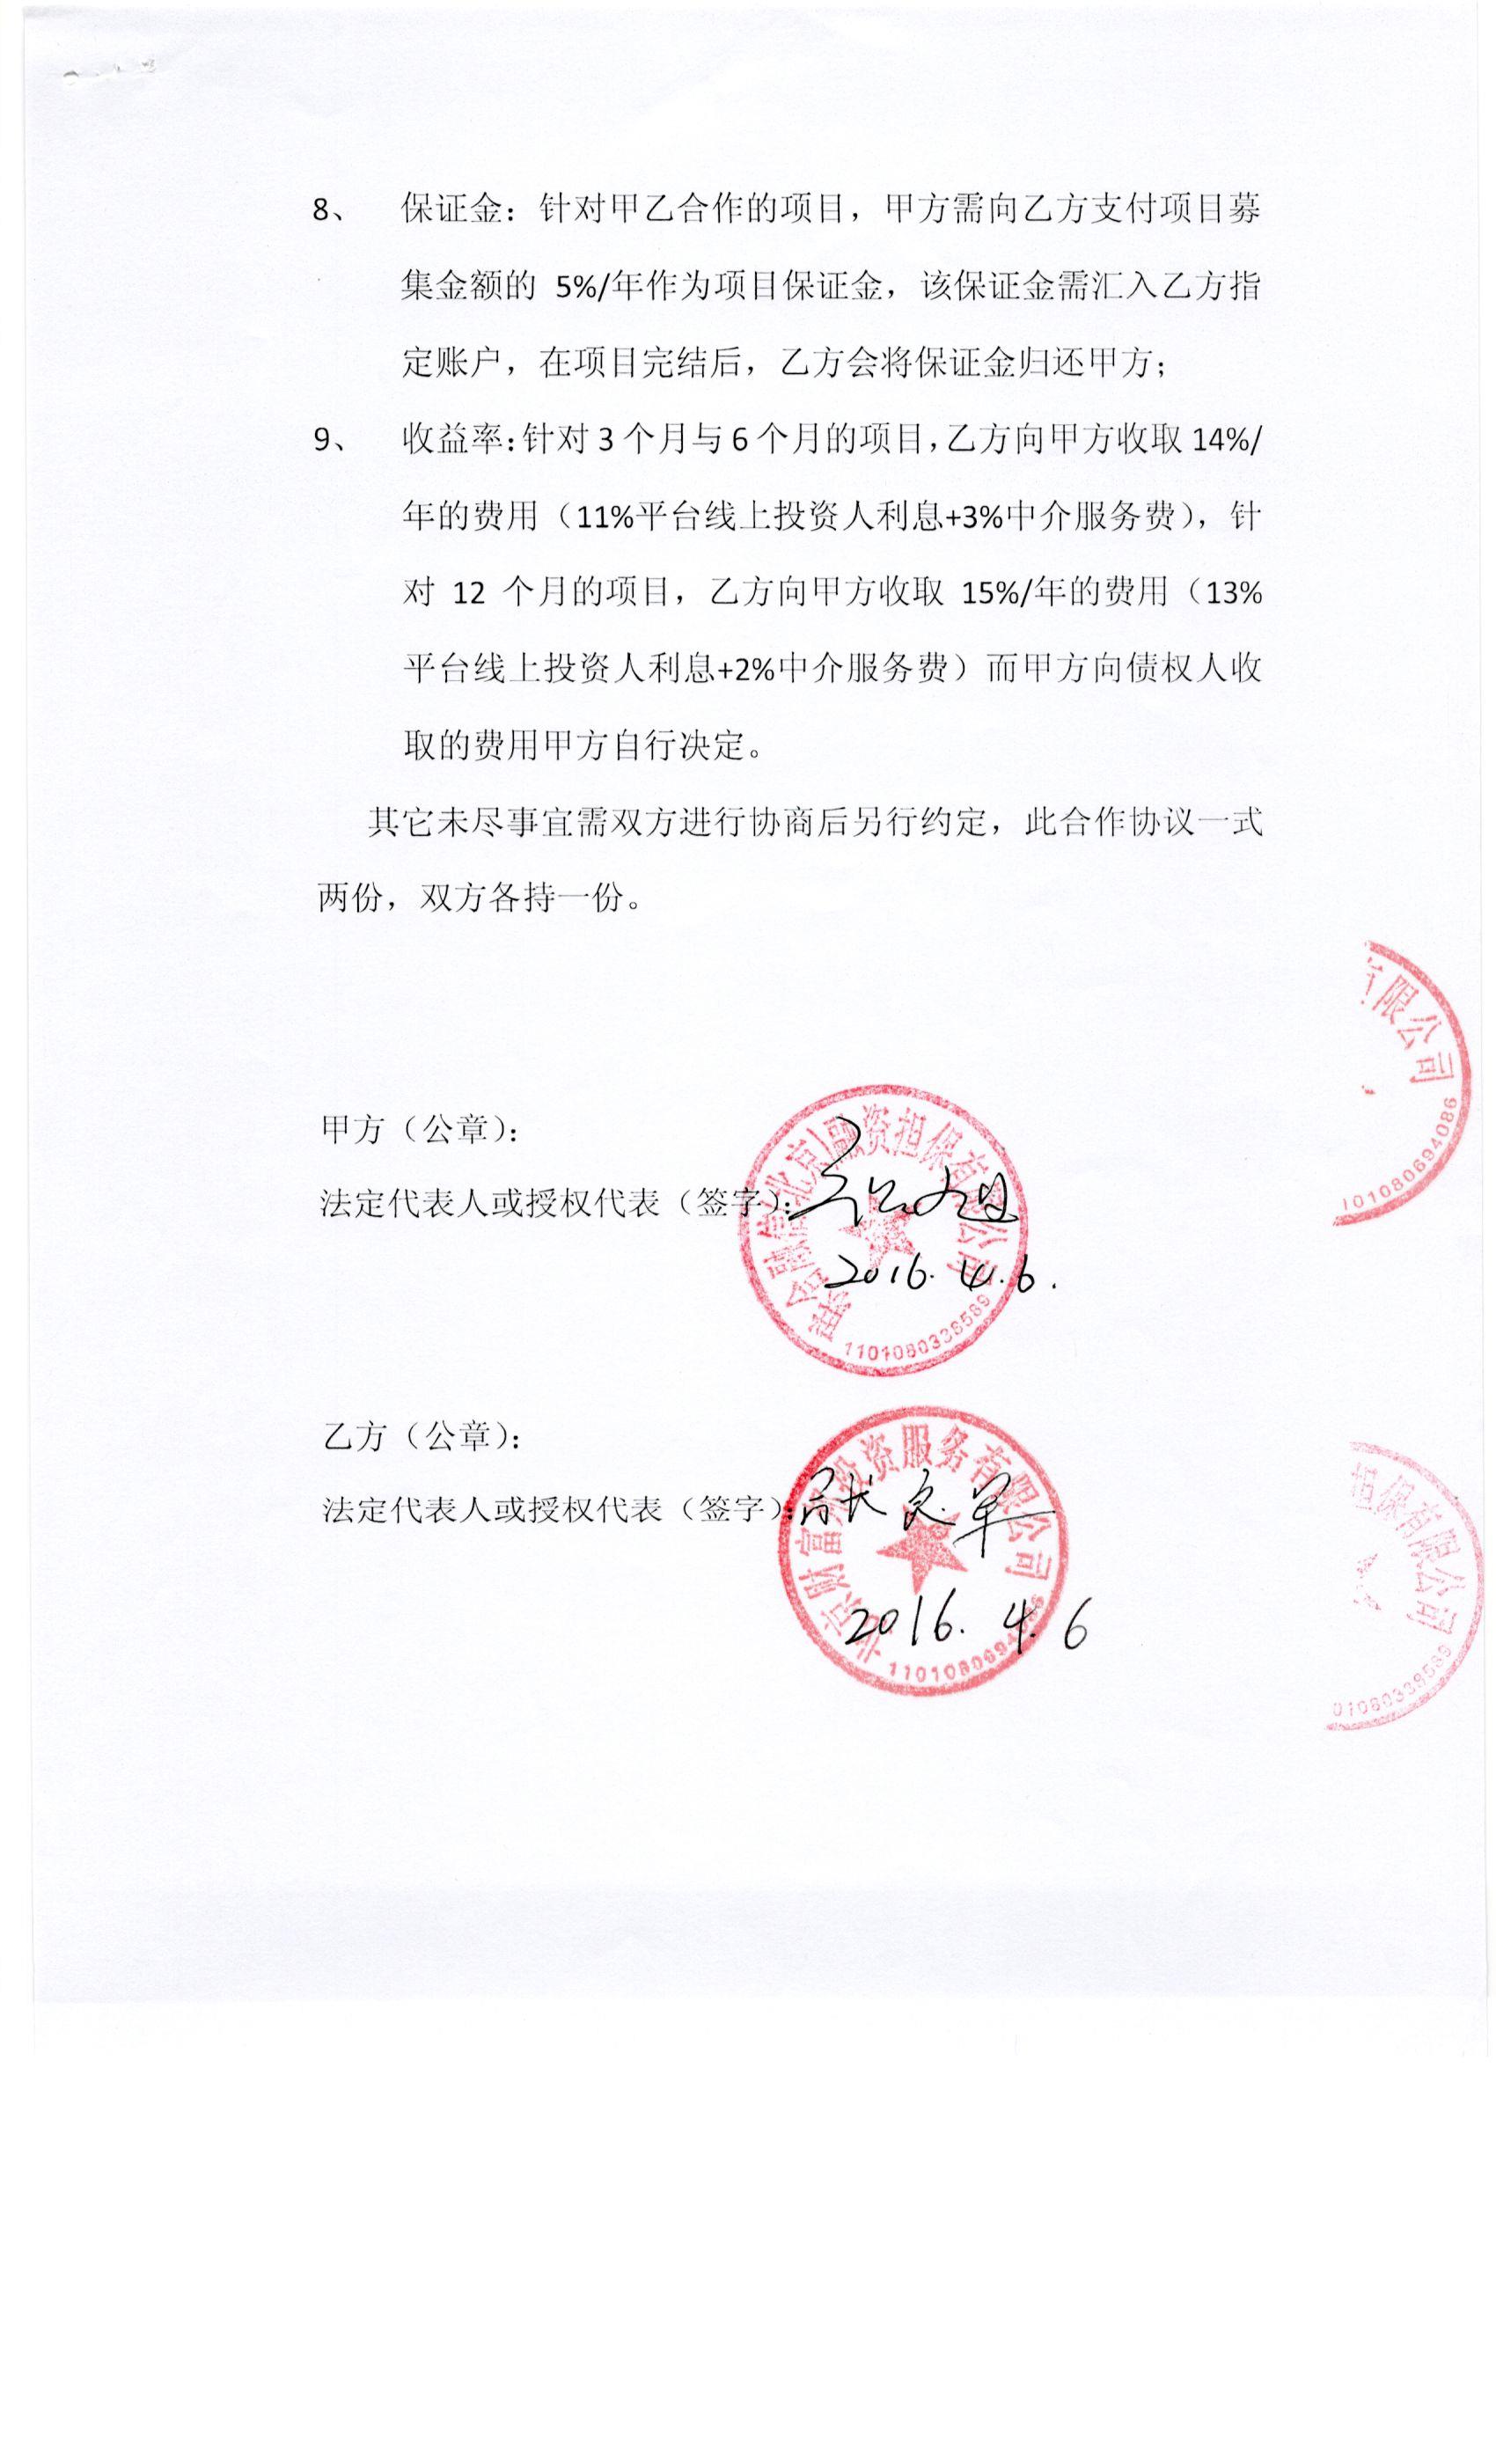 8、 保证金：针对甲乙合作的项目，甲方需向乙方支付项目募
集金额的 5%/年作为项目保证金，该保证金需汇入乙方指
定账户，在项目完结后，乙方会将保证金归还甲方；
9、 收益率：针对3个月与6个月的项目，乙方向甲方收取14%/
年的费用（11%平台线上投资人利息+3%中介服务费），针
对 12 个月的项目，乙方向甲方收取 15%/年的费用（13%
平台线上投资人利息+2%中介服务费）而甲方向债权人收
取的费用甲方自行决定。
其它未尽事宜需双方进行协商后另行约定，此合作协议一式
两份，双方各持一份。
有限公司
101080694086
甲方（公章）：
联合融信北京融资担保有限公司
法定代表人或授权代表（签字）：
2016.4.6.
1101080338589
乙方（公章）：
投资服务有限公司
北京财富
法定代表人或授权代表（签字）：
2016.4.6
担保有限公司
01080338589